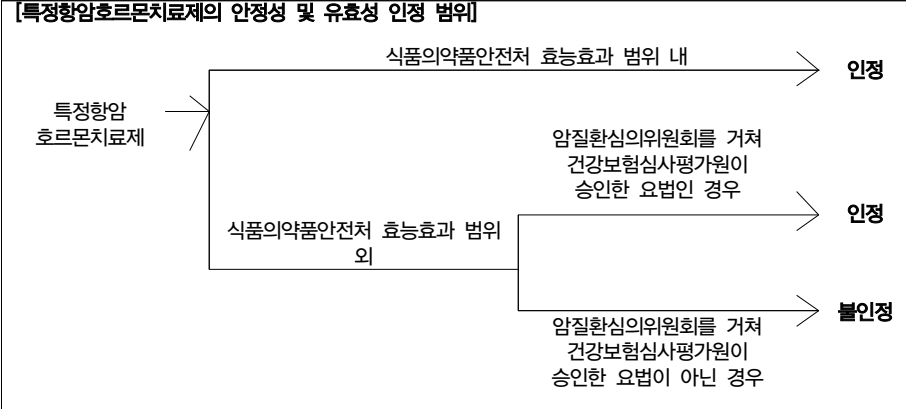 [특정항암호르몬치료제의 안정성 및 유효성 인정 범위]
식품의약품안전처 효능효과 범위 내
인정
특정항암
호르몬치료제
암질환심의위원회를 거쳐
건강보험심사평가원이
승인한 요법인 경우
인정
식품의약품안전처 효능효과 범위
외
불인정
암질환심의위원회를 거쳐
건강보험심사평가원이
승인한 요법이 아닌 경우